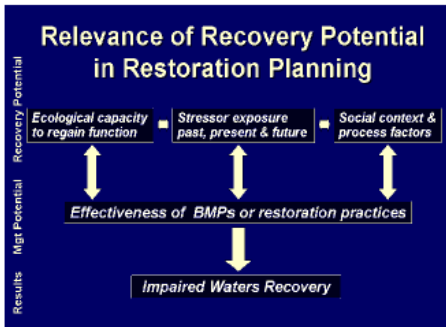 Relevance of Recovery Potential
in Restoration Planning
Recovery Potential
Ecological capacity
to regain function
Stressor exposure
past, present & future
Social context &
process factors
Mgt Potential
Effectiveness of BMPs or restoration practices
Results
Impaired Waters Recovery